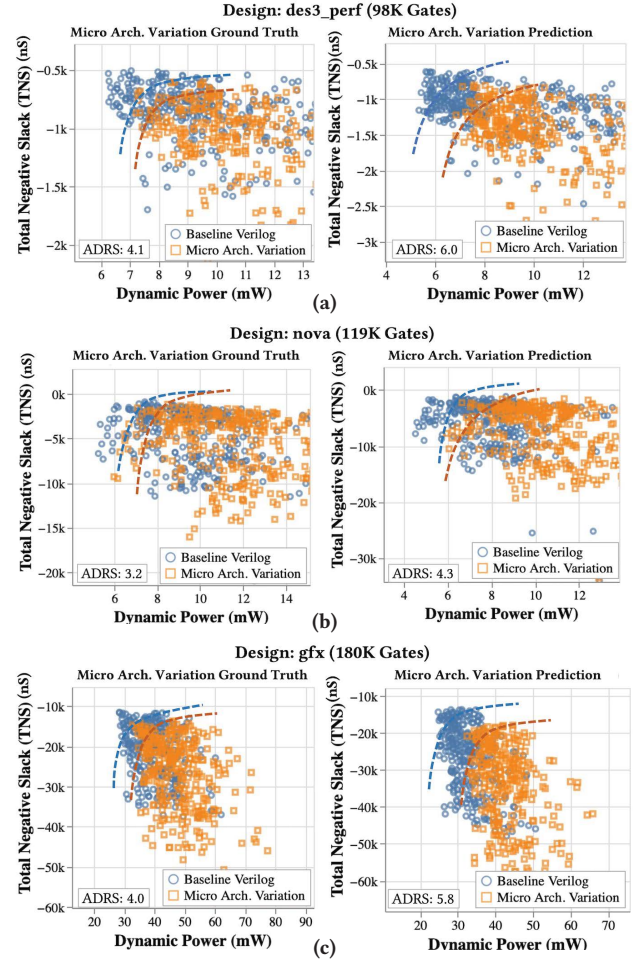 Design: des3_perf (98K Gates)
Micro Arch. Variation Ground Truth
Total Negative Slack (TNS) (nS)
−0.5k
−1k
−1.5k
−2k
ADRS: 4.1
Baseline Verilog
Micro Arch. Variation
6 7 8 9 10 11 12 13
Dynamic Power (mW)
Micro Arch. Variation Prediction
Total Negative Slack (TNS)(nS)
−0.5k
−1k
−1.5k
−2k
−2.5k
−3k
ADRS: 6.0
Baseline Verilog
Micro Arch. Variation
4 6 8 10 12
Dynamic Power (mW)
(a)
Design: nova (119K Gates)
Micro Arch. Variation Ground Truth
Total Negative Slack (TNS) (nS)
0k
−5k
−10k
−15k
−20k
ADRS: 3.2
Baseline Verilog
Micro Arch. Variation
6 8 10 12 14
Dynamic Power (mW)
Micro Arch. Variation Prediction
Total Negative Slack (TNS) (nS)
0k
−10k
−20k
−30k
ADRS: 4.3
Baseline Verilog
Micro Arch. Variation
4 6 8 10 12
Dynamic Power (mW)
(b)
Design: gfx (180K Gates)
Micro Arch. Variation Ground Truth
Total Negative Slack (TNS) (nS)
−10k
−20k
−30k
−40k
−50k
−60k
ADRS: 4.0
Baseline Verilog
Micro Arch. Variation
20 30 40 50 60 70 80 90
Dynamic Power (mW)
Micro Arch. Variation Prediction
Total Negative Slack (TNS) (nS)
−10k
−20k
−30k
−40k
−50k
−60k
ADRS: 5.8
Baseline Verilog
Micro Arch. Variation
20 30 40 50 60 70
Dynamic Power (mW)
(c)